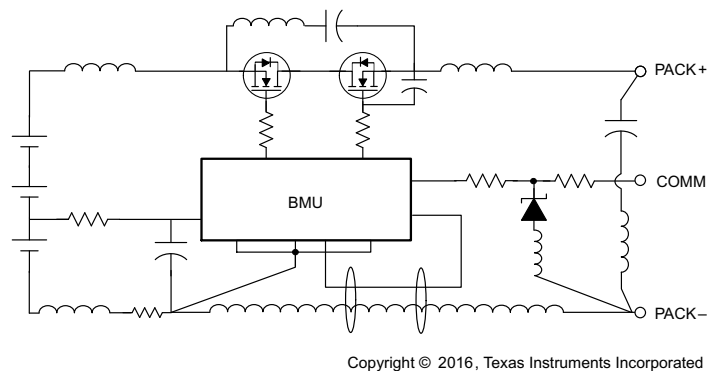 PACK+
COMM
BMU
PACK–
Copyright © 2016, Texas Instruments Incorporated